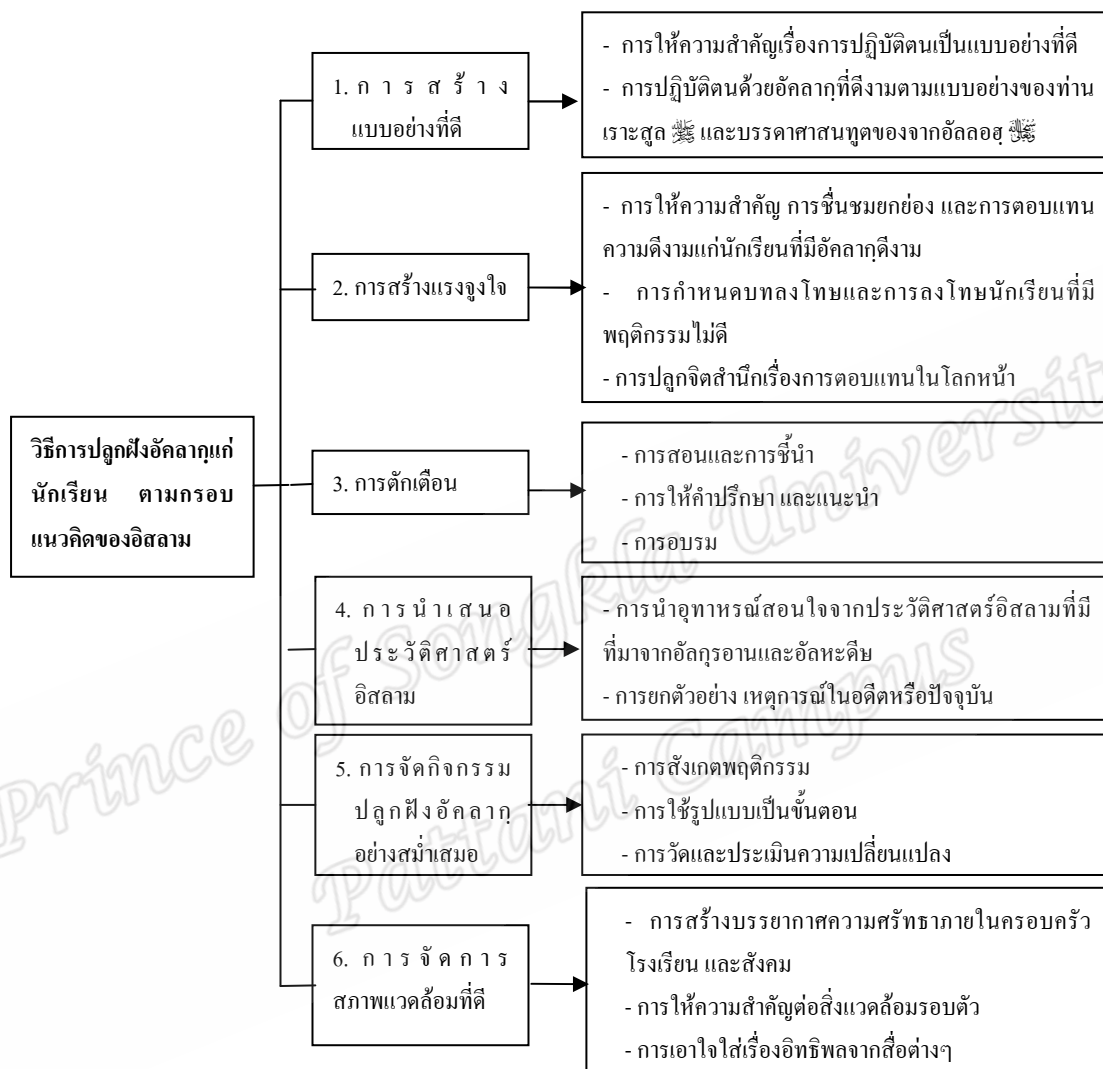 วิธีการปลูกฝังอัคลากฺแก่
นักเรียน ตามกรอบ
แนวคิดของอิสลาม
1. การสร้าง
แบบอย่างที่ดี
- การให้ความสำคัญเรื่องการปฏิบัติตนเป็นแบบอย่างที่ดี
- การปฏิบัติตนด้วยอัคลากฺที่ดีงามตามแบบอย่างของท่าน
เราะสูล ﷺ และบรรดาศาสนทูตของจากอัลลอฮฺ
2. การสร้างแรงจูงใจ
- การให้ความสำคัญ การชื่นชมยกย่อง และการตอบแทน
ความดีงามแก่นักเรียนที่มีอัคลากฺดีงาม
- การกำหนดบทลงโทษและการลงโทษนักเรียนที่มี
พฤติกรรมไม่ดี
- การปลูกจิตสำนึกเรื่องการตอบแทนในโลกหน้า
3. การตักเตือน
- การสอนและการชี้นำ
- การให้คำปรึกษา และแนะนำ
- การอบรม
4. การนำเสนอ
ประวัติศาสตร์
อิสลาม
- การนำอุทาหรณ์สอนใจจากประวัติศาสตร์อิสลามที่มี
ที่มาจากอัลกุรอานและอัลหะดีษ
- การยกตัวอย่าง เหตุการณ์ในอดีตหรือปัจจุบัน
5. การจัดกิจกรรม
ปลูกฝังอัคลากฺ
อย่างสม่ำเสมอ
- การสังเกตพฤติกรรม
- การใช้รูปแบบเป็นขั้นตอน
- การวัดและประเมินความเปลี่ยนแปลง
6. การจัดการ
สภาพแวดล้อมที่ดี
- การสร้างบรรยากาศความศรัทธาภายในครอบครัว
โรงเรียน และสังคม
- การให้ความสำคัญต่อสิ่งแวดล้อมรอบตัว
- การเอาใจใส่เรื่องอิทธิพลจากสื่อต่างๆ
Prince of Songkla Universit
Pattani Campus